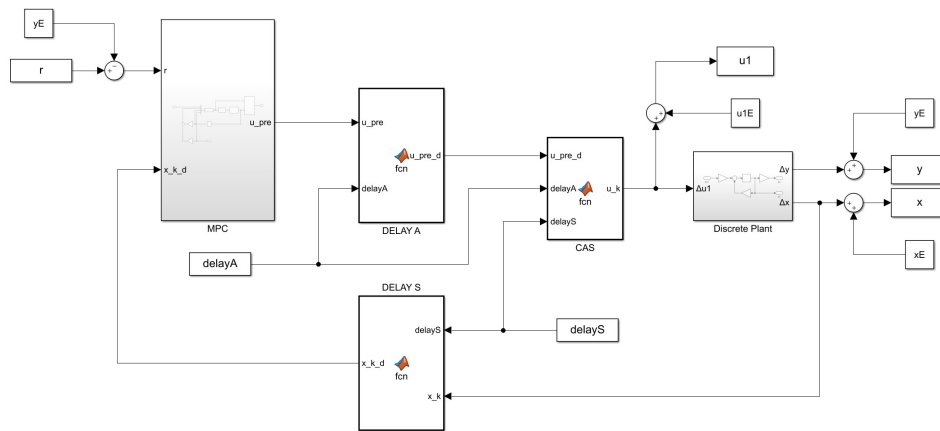 yE
r
r
x_k_d
u_pre
MPC
u_pre
delayA
u_pre_d
fcn
DELAY A
delayA
u_pre_d
delayA
delayS
u_k
fcn
CAS
u1
u1E
Δu1
Δy
Δx
Discrete Plant
yE
y
x
xE
DELAY S
delayS
x_k_d
fcn
x_k
delayS